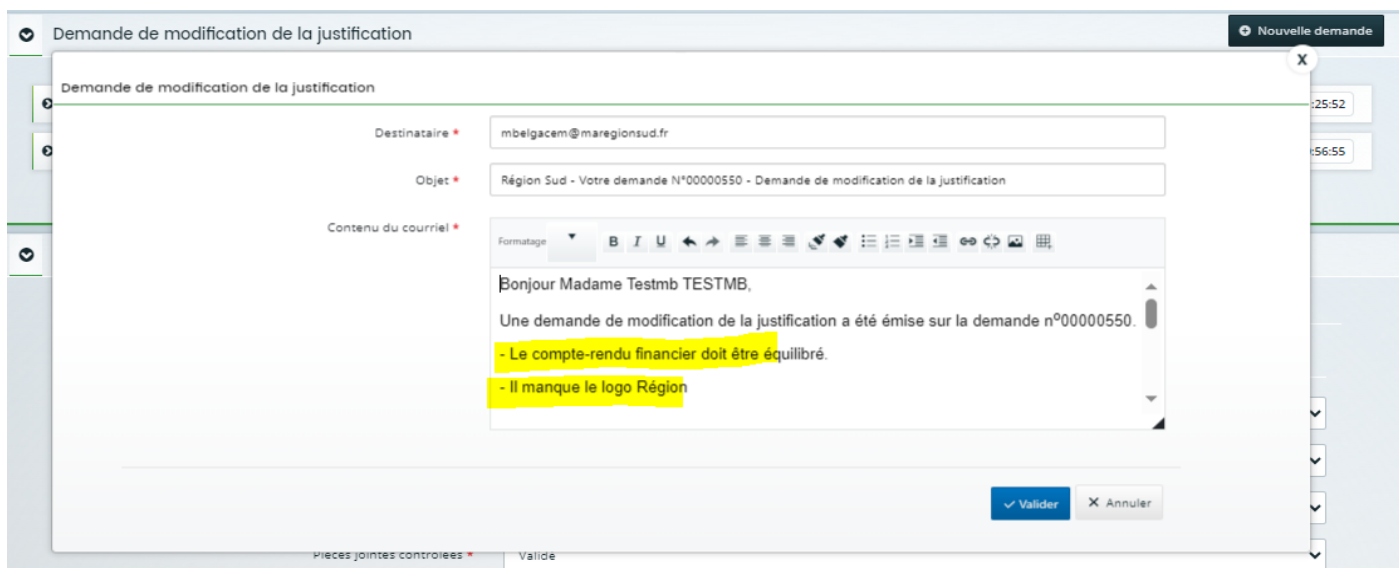 Demande de modification de la justification
Nouvelle demande
X
Demande de modification de la justification
:25:52
Destinataire *
mbelgacem@maregionsud.fr
:56:55
Objet *
Région Sud - Votre demande N°00000550 - Demande de modification de la justification
Contenu du courriel *
Formatage
B I U
Bonjour Madame Testmb TESTMB,
Une demande de modification de la justification a été émise sur la demande n°00000550.
- Le compte-rendu financier doit être équilibré.
- Il manque le logo Région
Valider
Annuler
Pièces jointes contrôlées *
Valide